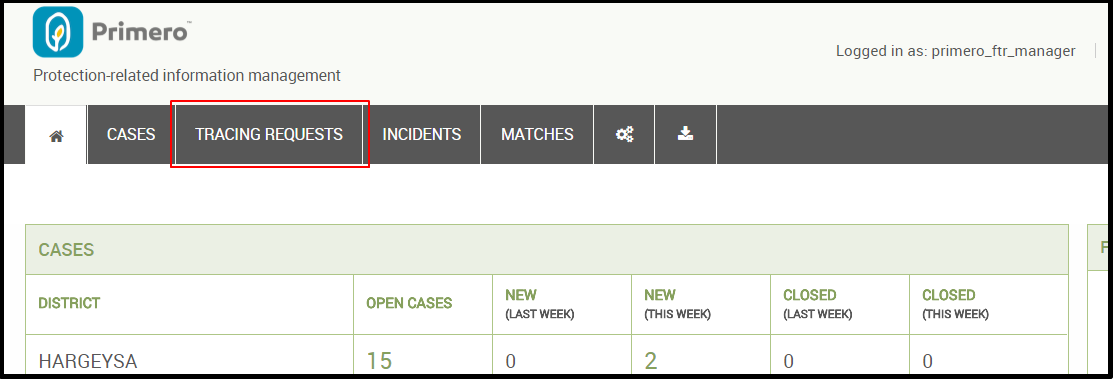 Primero™
Logged in as: primero_ftr_manager
Protection-related information management
CASES TRACING REQUESTS INCIDENTS MATCHES
CASES
DISTRICT OPEN CASES NEW (LAST WEEK) NEW (THIS WEEK) CLOSED (LAST WEEK) CLOSED (THIS WEEK)
HARGEYSA 15 0 2 0 0